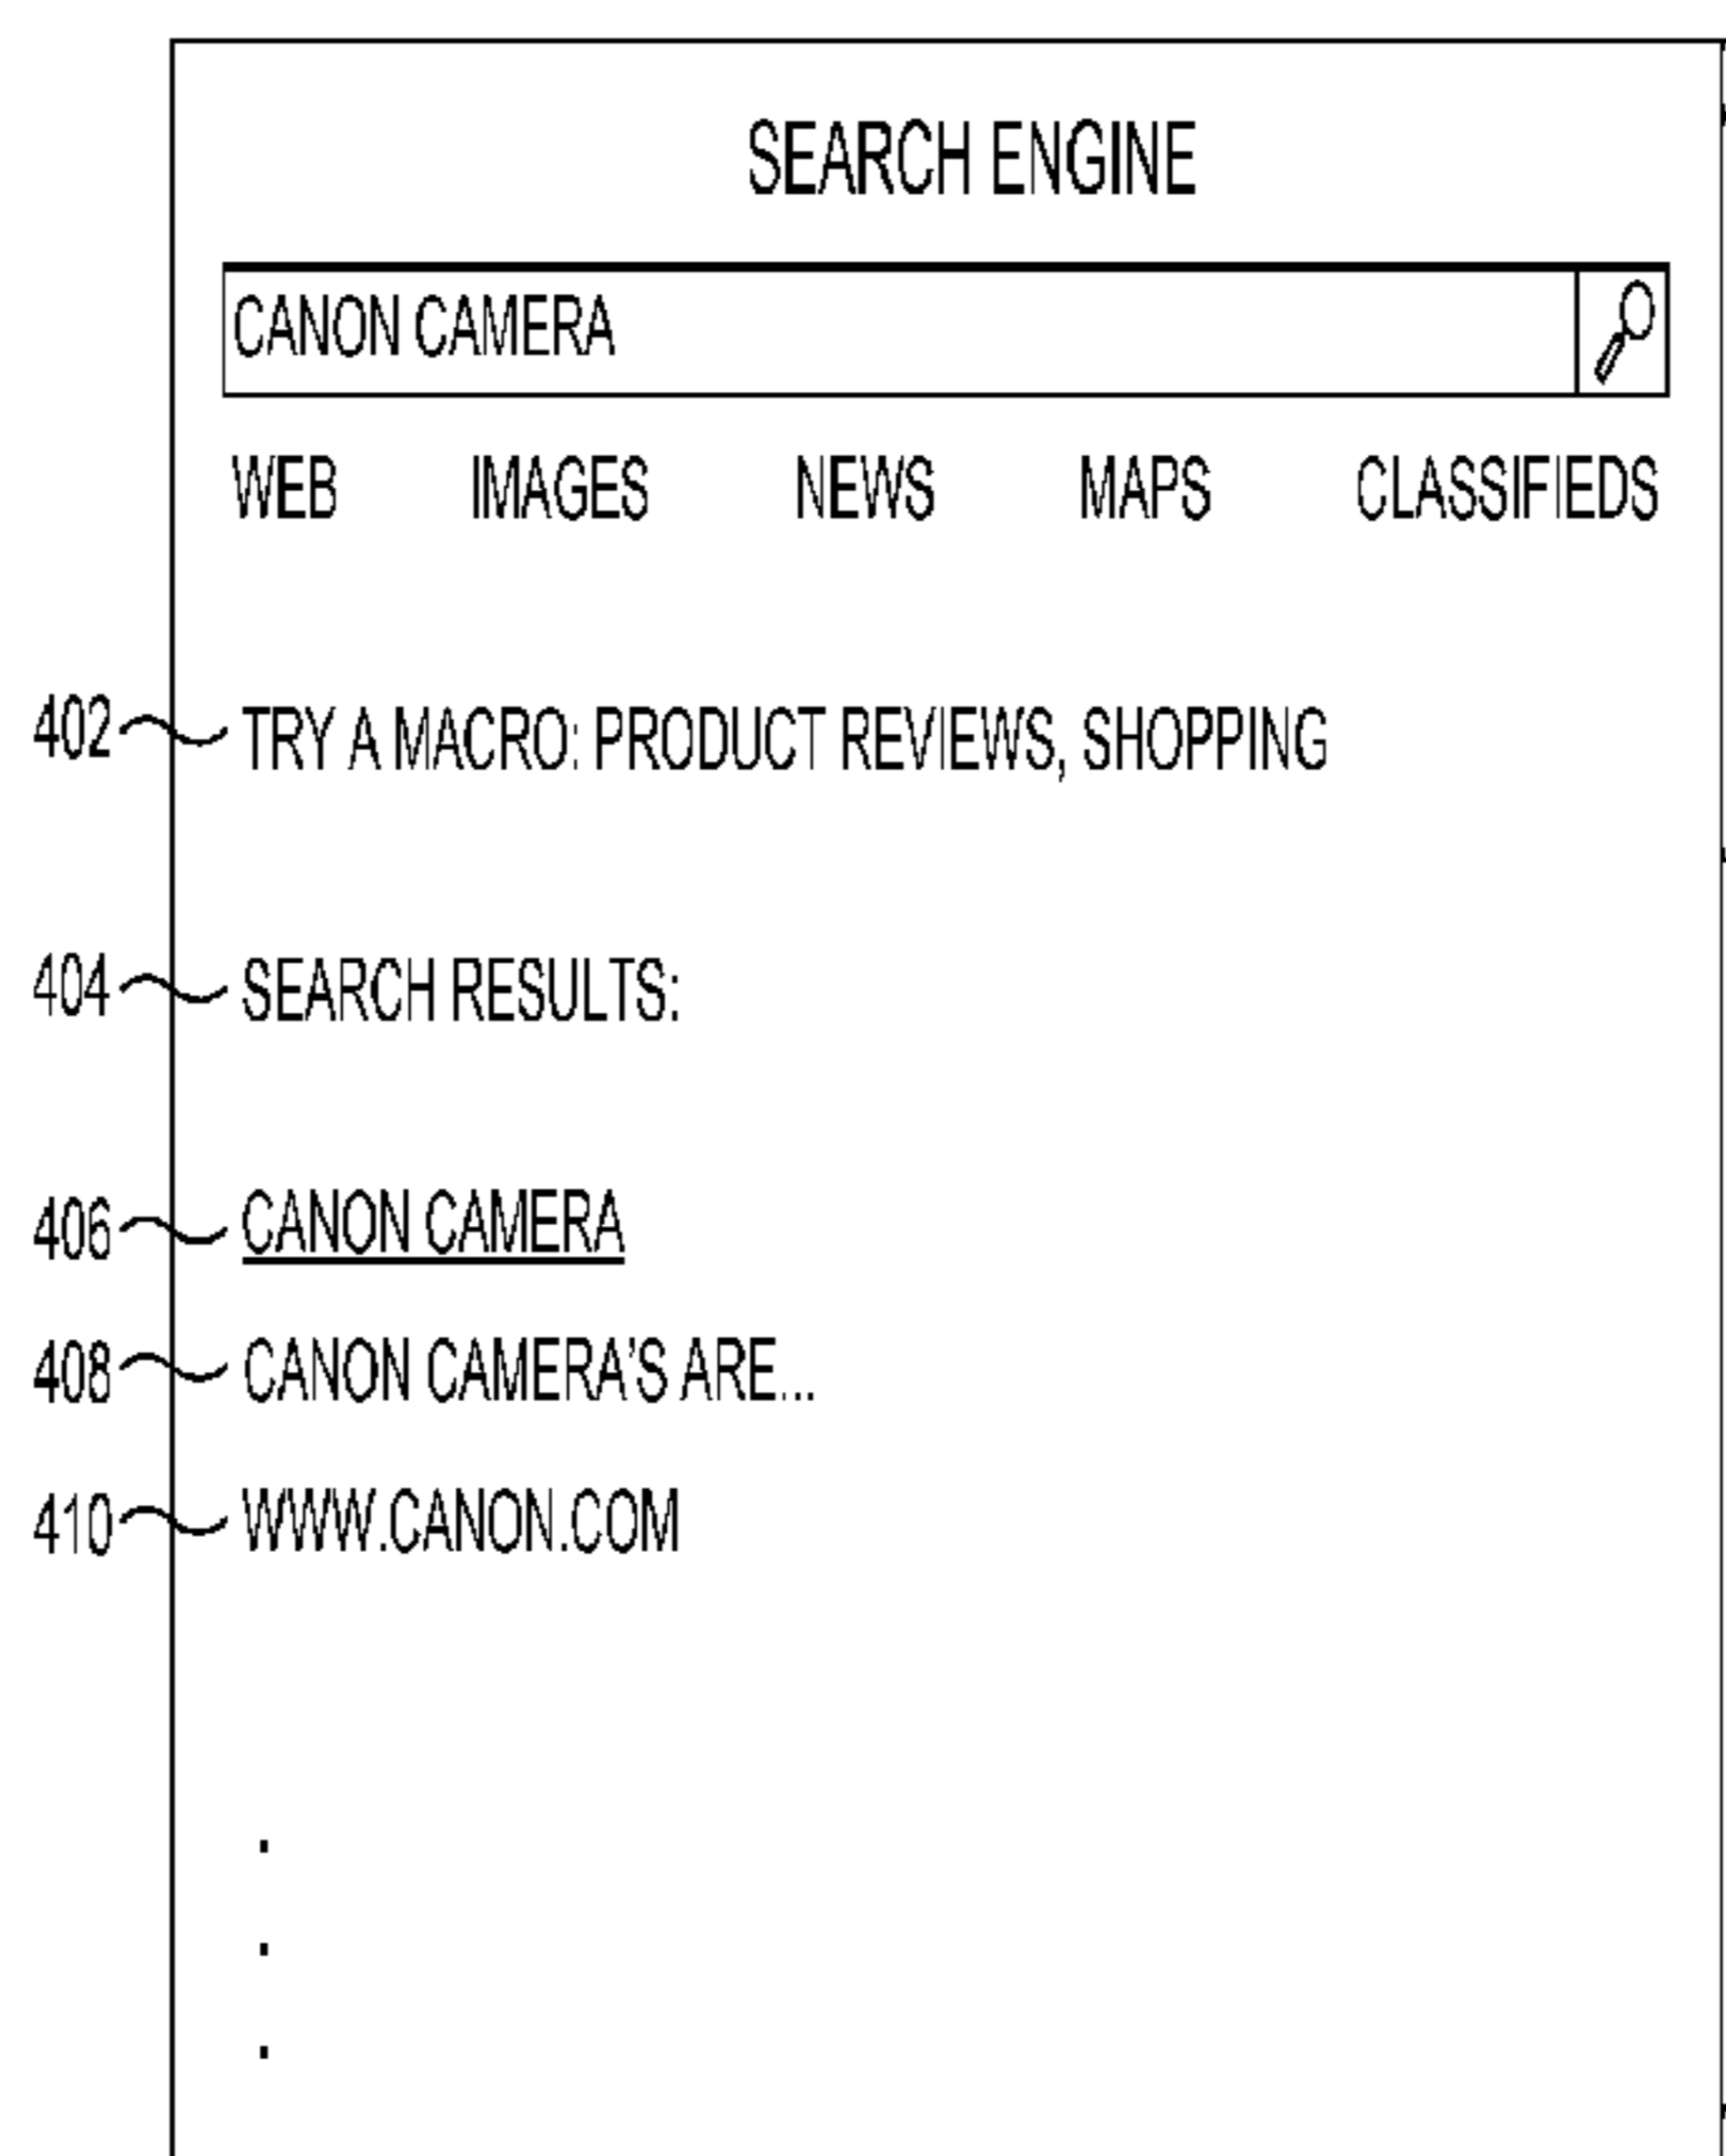 SEARCH ENGINE
CANON CAMERA
WEB IMAGES NEWS MAPS CLASSIFIEDS
402 TRY A MACRO: PRODUCT REVIEWS, SHOPPING
404 SEARCH RESULTS:
406 CANON CAMERA
408 CANON CAMERA'S ARE...
410 WWW.CANON.COM
.
.
.